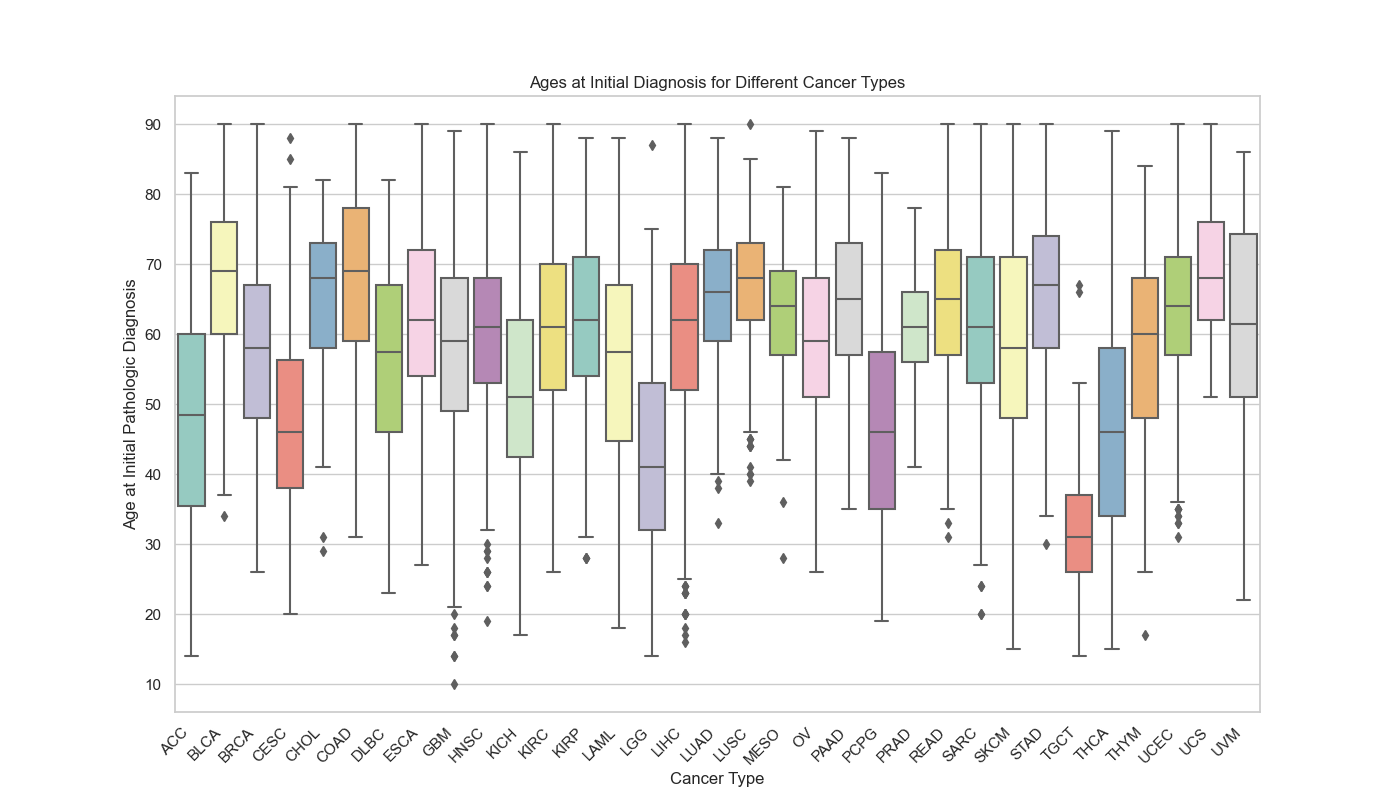 Ages at Initial Diagnosis for Different Cancer Types
Age at Initial Pathologic Diagnosis
90
80
70
60
50
40
30
20
10
ACC
BLCA
BRCA
CESC
CHOL
COAD
DLBC
ESCA
GBM
HNSC
KICH
KIRC
KIRP
LAML
LGG
LIHC
LUAD
LUSC
MESO
OV
PAAD
PCPG
PRAD
READ
SARC
SKCM
STAD
TGCT
THCA
THYM
UCEC
UCS
UVM
Cancer Type